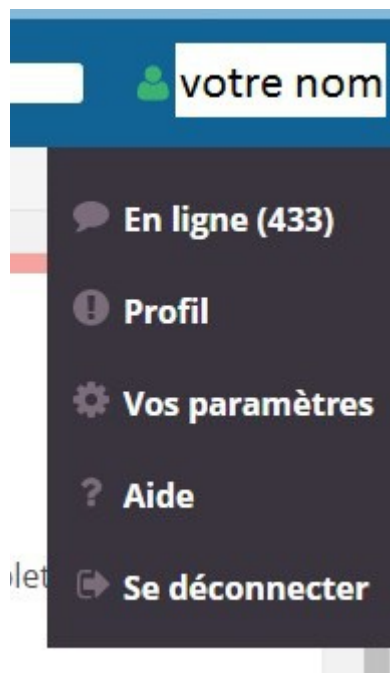 votre nom
En ligne (433)
Profil
Vos paramètres
? Aide
Se déconnecter